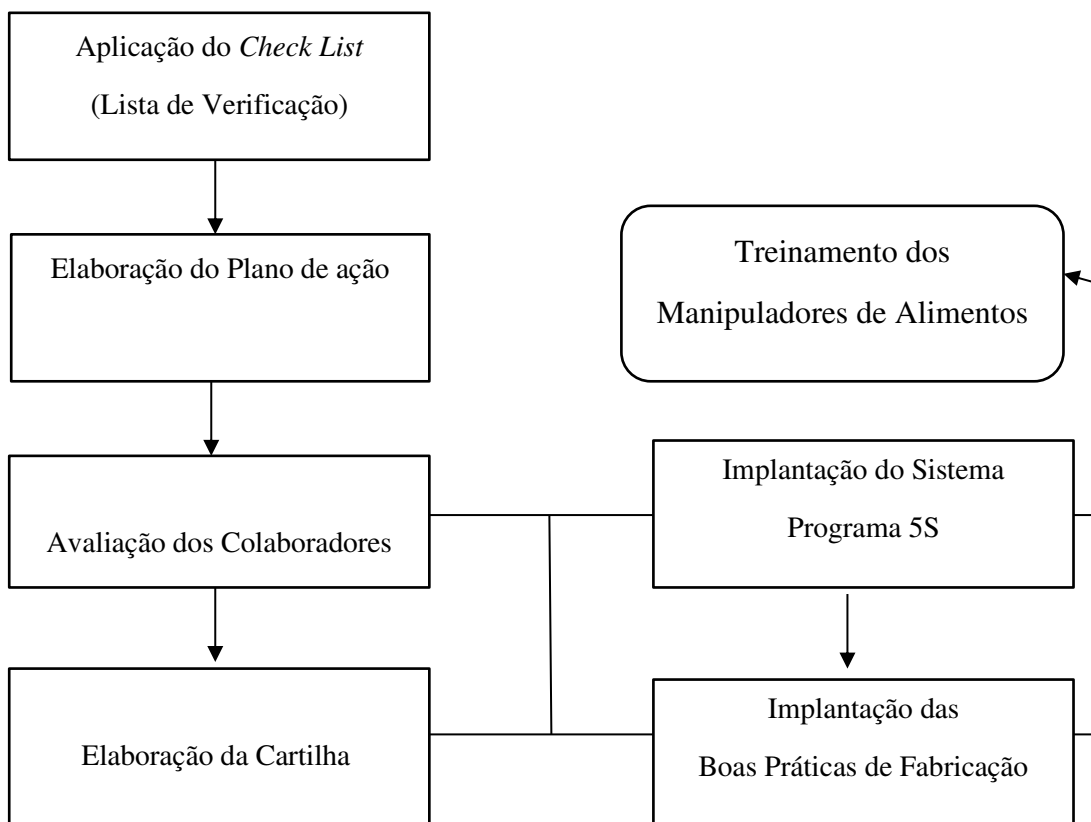 Aplicação do Check List
(Lista de Verificação)
Elaboração do Plano de ação
Treinamento dos
Manipuladores de Alimentos
Avaliação dos Colaboradores
Implantação do Sistema
Programa 5S
Elaboração da Cartilha
Implantação das
Boas Práticas de Fabricação